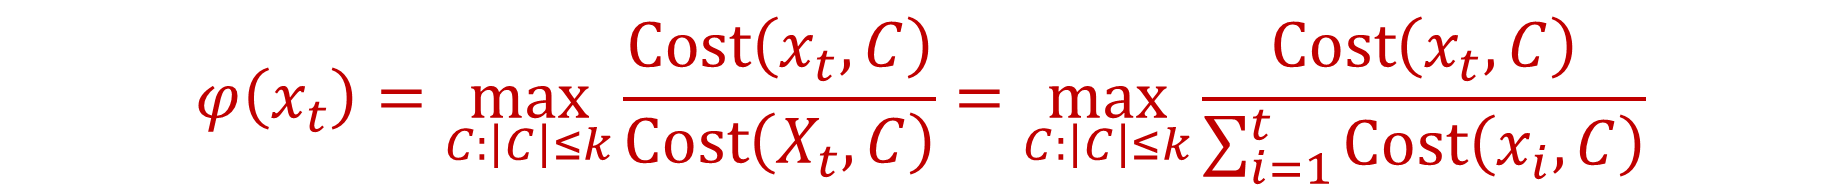 φ(x_t) = max_{C:|C|≤k} Cost(x_t, C) / Cost(X_t, C) = max_{C:|C|≤k} Cost(x_t, C) / ∑_{i=1}^{t} Cost(x_i, C)